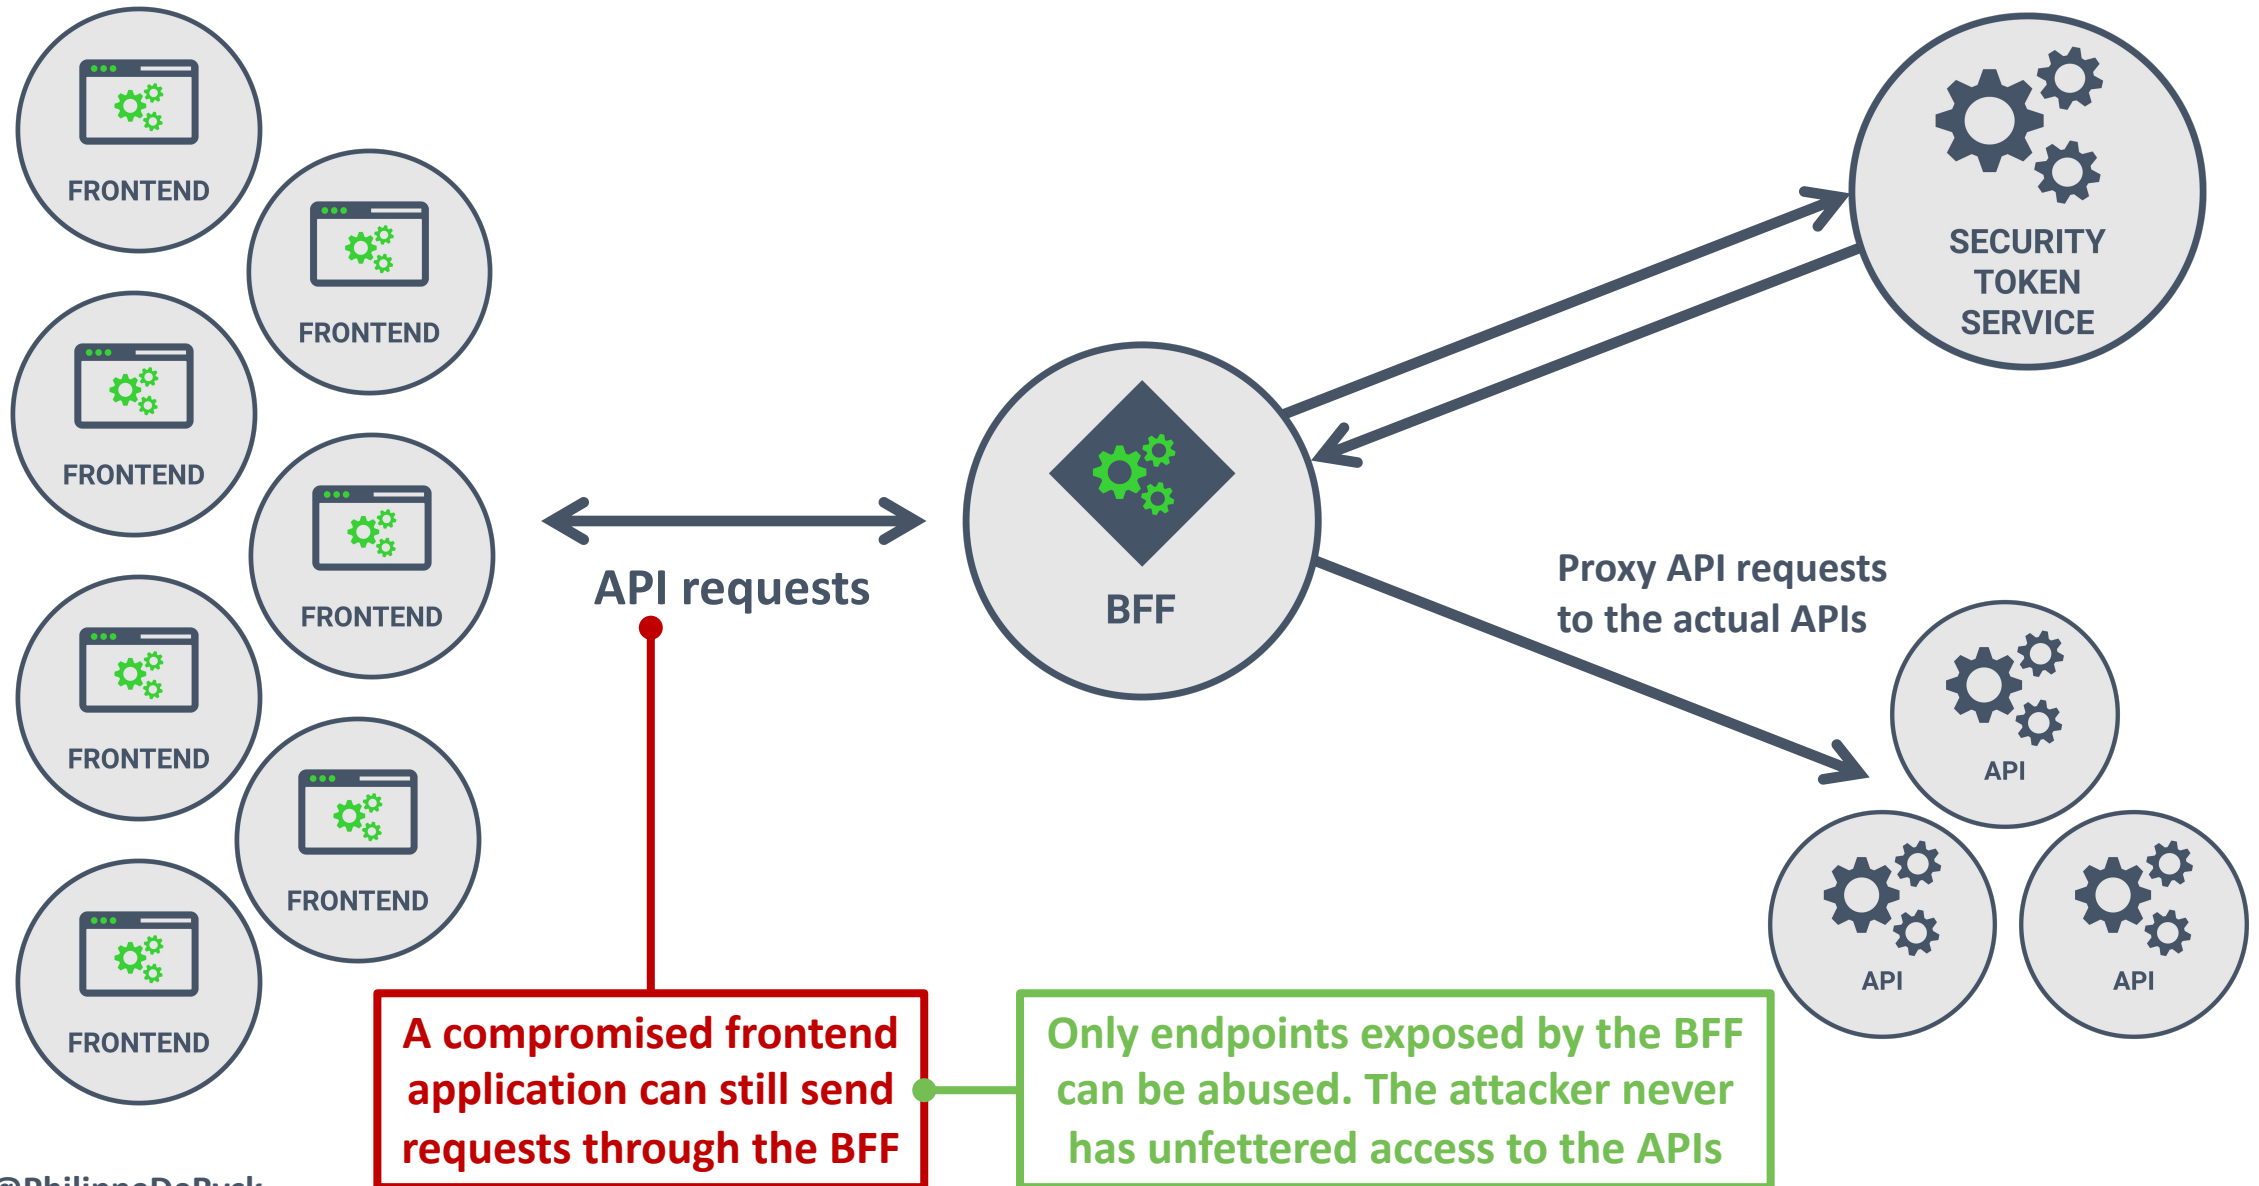 FRONTEND
FRONTEND
FRONTEND
FRONTEND
FRONTEND
FRONTEND
FRONTEND
API requests
BFF
SECURITY
TOKEN
SERVICE
Proxy API requests
to the actual APIs
API
API
API
A compromised frontend
application can still send
requests through the BFF
Only endpoints exposed by the BFF
can be abused. The attacker never
has unfettered access to the APIs